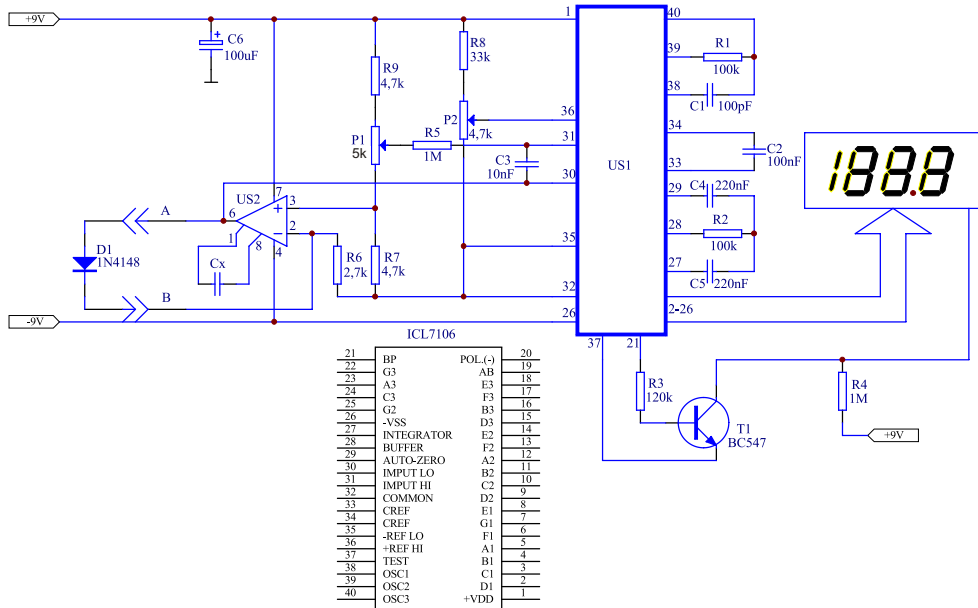 +9V
C6
+
100uF
R9
4,7k
R8
33k
P1
5k
R5
1M
P2
4,7k
C3
10nF
US2
A
B
D1
1N4148
Cx
6
7
3
2
1
8
4
+
−
R6
2,7k
R7
4,7k
-9V
US1
1
36
31
30
35
32
26
37
21
40
39
38
34
33
29
28
27
2-26
R1
100k
C1
100pF
C2
100nF
C4
220nF
R2
100k
C5
220nF
188.8
R3
120k
T1
BC547
R4
1M
+9V
ICL7106
21 BP POL.(-) 20
22 G3 AB 19
23 A3 E3 18
24 C3 F3 17
25 G2 B3 16
26 -VSS D3 15
27 INTEGRATOR E2 14
28 BUFFER F2 13
29 AUTO-ZERO A2 12
30 IMPUT LO B2 11
31 IMPUT HI C2 10
32 COMMON D2 9
33 CREF E1 8
34 CREF G1 7
35 -REF LO F1 6
36 +REF HI A1 5
37 TEST B1 4
38 OSC1 C1 3
39 OSC2 D1 2
40 OSC3 +VDD 1